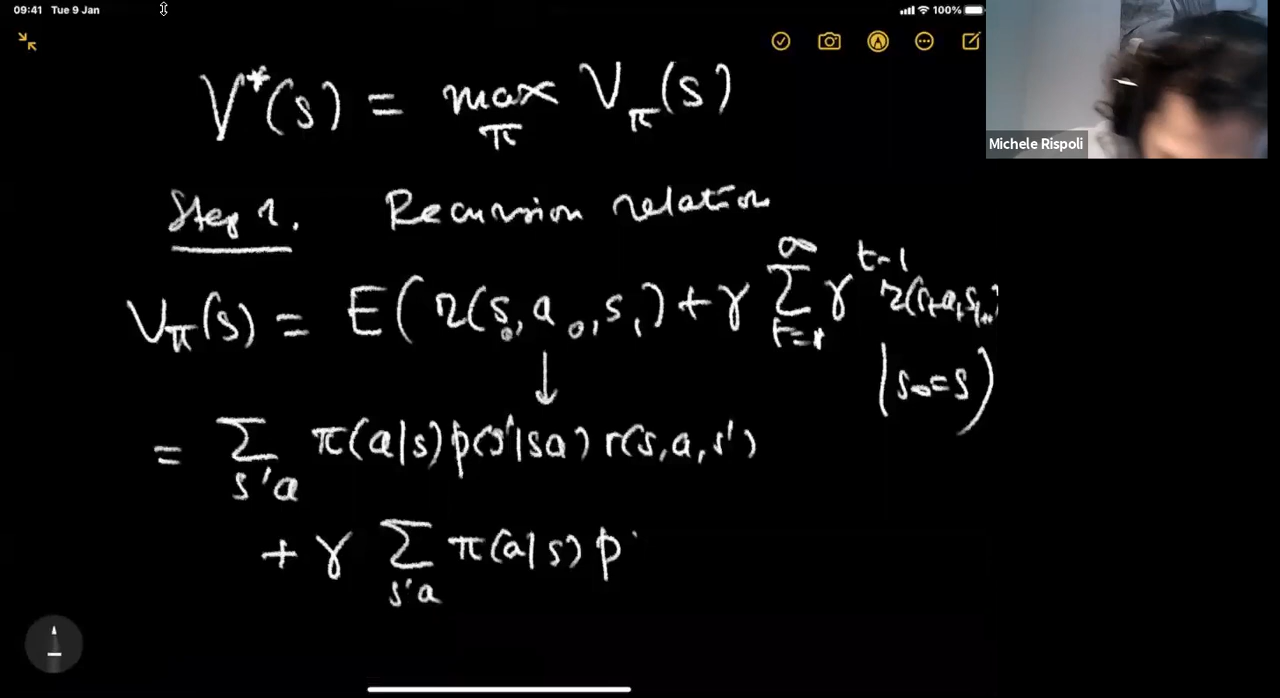 09:41 Tue 9 Jan 100%
V*(s) = max_π V_π(s)
Michele Rispoli
Step 1. Recursion relation
V_π(s) = E( r(s_0, a_0, s_1) + γ Σ_{t=1}^{∞} γ^{t-1} r(s_t, a_t, s_{t+1})
| s_0 = s )
↓
= Σ_{s'a} π(a|s) p(s'|sa) r(s,a,s')
+ γ Σ_{s'a} π(a|s) p